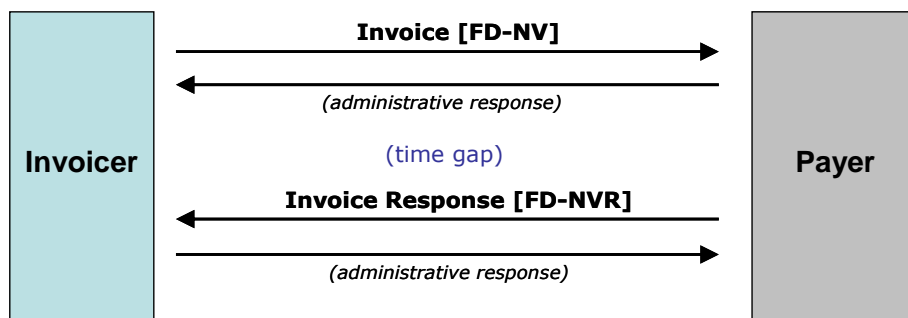 Invoice [FD-NV]
(administrative response)
Invoicer
(time gap)
Payer
Invoice Response [FD-NVR]
(administrative response)